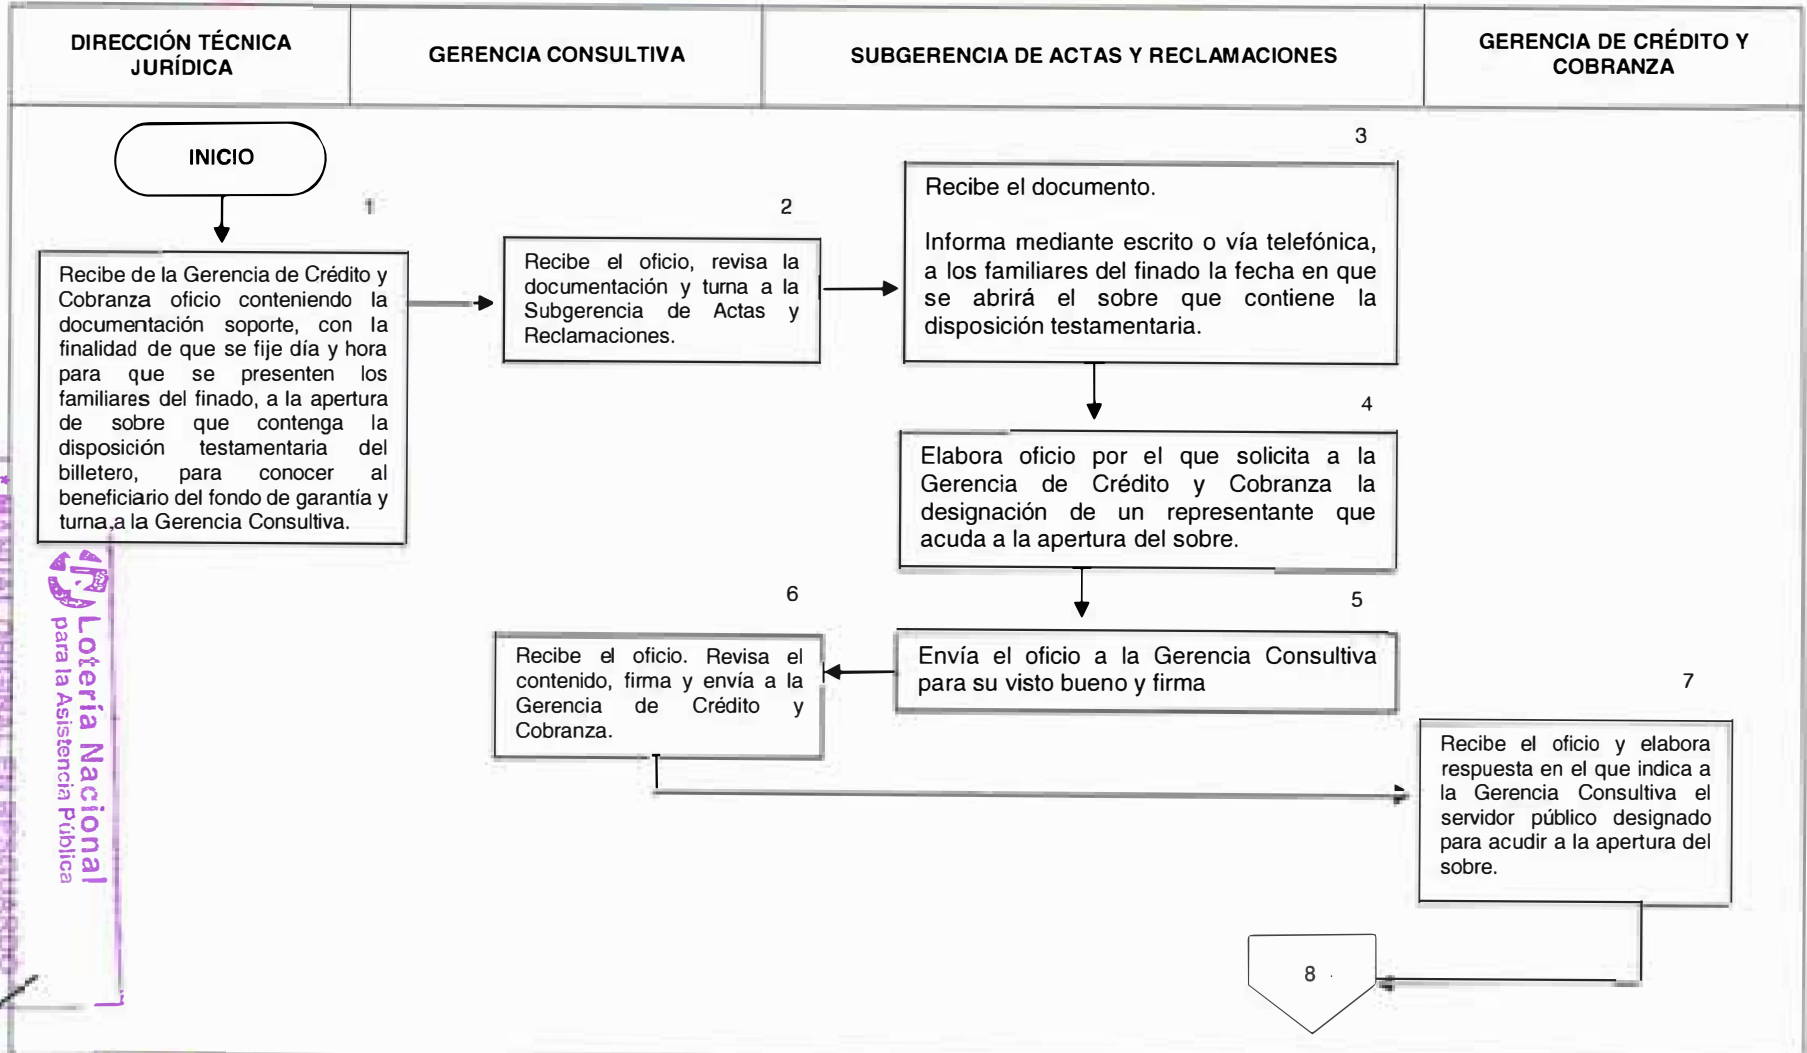 DIRECCIÓN TÉCNICA
JURÍDICA
GERENCIA CONSULTIVA
SUBGERENCIA DE ACTAS Y RECLAMACIONES
GERENCIA DE CRÉDITO Y
COBRANZA
INICIO
1
Recibe de la Gerencia de Crédito y
Cobranza oficio conteniendo la
documentación soporte, con la
finalidad de que se fije día y hora
para que se presenten los
familiares del finado, a la apertura
de sobre que contenga la
disposición testamentaria del
billetero, para conocer al
beneficiario del fondo de garantía y
turna a la Gerencia Consultiva.
2
Recibe el oficio, revisa la
documentación y turna a la
Subgerencia de Actas y
Reclamaciones.
3
Recibe el documento.
Informa mediante escrito o vía telefónica,
a los familiares del finado la fecha en que
se abrirá el sobre que contiene la
disposición testamentaria.
4
Elabora oficio por el que solicita a la
Gerencia de Crédito y Cobranza la
designación de un representante que
acuda a la apertura del sobre.
5
Envía el oficio a la Gerencia Consultiva
para su visto bueno y firma
6
Recibe el oficio. Revisa el
contenido, firma y envía a la
Gerencia de Crédito y
Cobranza.
7
Recibe el oficio y elabora
respuesta en el que indica a
la Gerencia Consultiva el
servidor público designado
para acudir a la apertura del
sobre.
8
Lotería Nacional
para la Asistencia Pública